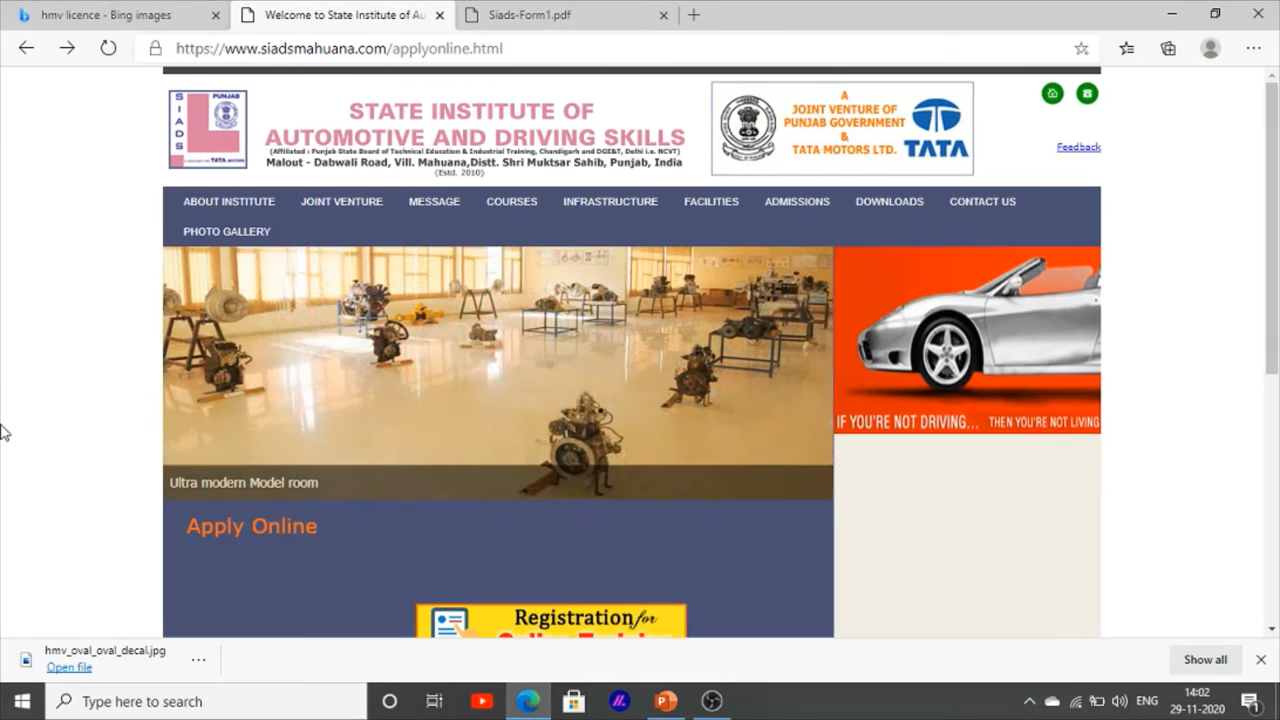 hmv licence - Bing images
Welcome to State Institute of Au
Siads-Form1.pdf
https://www.siadsmahuana.com/applyonline.html
SIADS
PUNJAB
STATE INSTITUTE OF
AUTOMOTIVE AND DRIVING SKILLS
(Affiliated : Punjab State Board of Technical Education & Industrial Training, Chandigarh and DGE&T, Delhi i.e. NCVT)
Malout - Dabwali Road, Vill. Mahuana,Distt. Shri Muktsar Sahib, Punjab, India
(Estd. 2010)
A
JOINT VENTURE OF
PUNJAB GOVERNMENT
&
TATA MOTORS LTD.
TATA
Feedback
ABOUT INSTITUTE JOINT VENTURE MESSAGE COURSES INFRASTRUCTURE FACILITIES ADMISSIONS DOWNLOADS CONTACT US
PHOTO GALLERY
IF YOU'RE NOT DRIVING... THEN YOU'RE NOT LIVING
Ultra modern Model room
Apply Online
Registration for
hmv_oval_oval_decal.jpg
Open file
Show all
Type here to search
ENG
14:02
29-11-2020